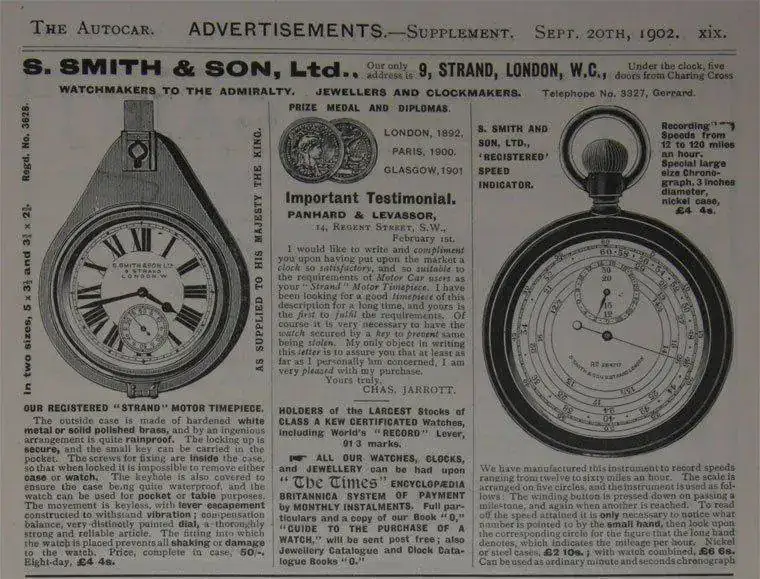 THE AUTOCAR. ADVERTISEMENTS.—SUPPLEMENT. SEPT. 20TH, 1902. xix.
S. SMITH & SON, Ltd., Our only address is 9, STRAND, LONDON, W.C., Under the clock, five doors from Charing Cross
WATCHMAKERS TO THE ADMIRALTY. JEWELLERS AND CLOCKMAKERS. Telephone No. 3327, Gerrard.
In two sizes, 5 x 3½ and 3¾ x 2¾. Regd. No. 3628.
S. SMITH & SON LTD
9 STRAND
LONDON. W
AS SUPPLIED TO HIS MAJESTY THE KING.
OUR REGISTERED "STRAND" MOTOR TIMEPIECE.
The outside case is made of hardened white
metal or solid polished brass, and by an ingenious
arrangement is quite rainproof. The locking up is
secure, and the small key can be carried in the
pocket. The screws for fixing are inside the case,
so that when locked it is impossible to remove either
case or watch. The keyhole is also covered to
ensure the case being quite waterproof, and the
watch can be used for pocket or table purposes.
The movement is keyless, with lever escapement
constructed to withstand vibration; compensation
balance, very distinctly painted dial, a thoroughly
strong and reliable article. The fitting into which
the watch is placed prevents all shaking or damage
to the watch. Price, complete in case, 50/-.
Eight-day, £4 4s.
PRIZE MEDAL AND DIPLOMAS.
LONDON, 1892,
PARIS, 1900.
GLASGOW, 1901
Important Testimonial.
PANHARD & LEVASSOR,
14, REGENT STREET, S.W.,
February 1st.
I would like to write and compliment
you upon having put upon the market a
clock so satisfactory, and so suitable to
the requirements of Motor Car users as
your "Strand" Motor Timepiece. I have
been looking for a good timepiece of this
description for a long time, and yours is
the first to fulfil the requirements. Of
course it is very necessary to have the
watch secured by a key to prevent same
being stolen. My only object in writing
this letter is to assure you that at least as
far as I personally am concerned, I am
very pleased with my purchase.
Yours truly,
CHAS. JARROTT.
HOLDERS of the LARGEST Stocks of
CLASS A KEW CERTIFICATED Watches,
including World's "RECORD" Lever,
91·3 marks.
☛ ALL OUR WATCHES, CLOCKS,
and JEWELLERY can be had upon
"The Times" ENCYCLOPÆDIA
BRITANNICA SYSTEM OF PAYMENT
by MONTHLY INSTALMENTS. Full par-
ticulars and a copy of our Book "O,"
"GUIDE TO THE PURCHASE OF A
WATCH," will be sent post free; also
Jewellery Catalogue and Clock Cata-
logue Books "G."
S. SMITH AND
SON, LTD.,
'REGISTERED'
SPEED
INDICATOR.
Recording
Speeds from
12 to 120 miles
an hour.
Special large
size Chrono-
graph, 3 inches
diameter,
nickel case,
£4 4s.
We have manufactured this instrument to record speeds
ranging from twelve to sixty miles an hour. The scale is
arranged on five circles, and the instrument is used as fol-
lows: The winding button is pressed down on passing a
milestone, and again when another is reached. To read
off the speed attained it is only necessary to notice what
number is pointed to by the small hand, then look upon
the corresponding circle for the figure that the long hand
denotes, which indicates the mileage per hour. Nickel
or steel cases, £2 10s.; with watch combined, £6 6s.
Can be used as ordinary minute and seconds chronograph